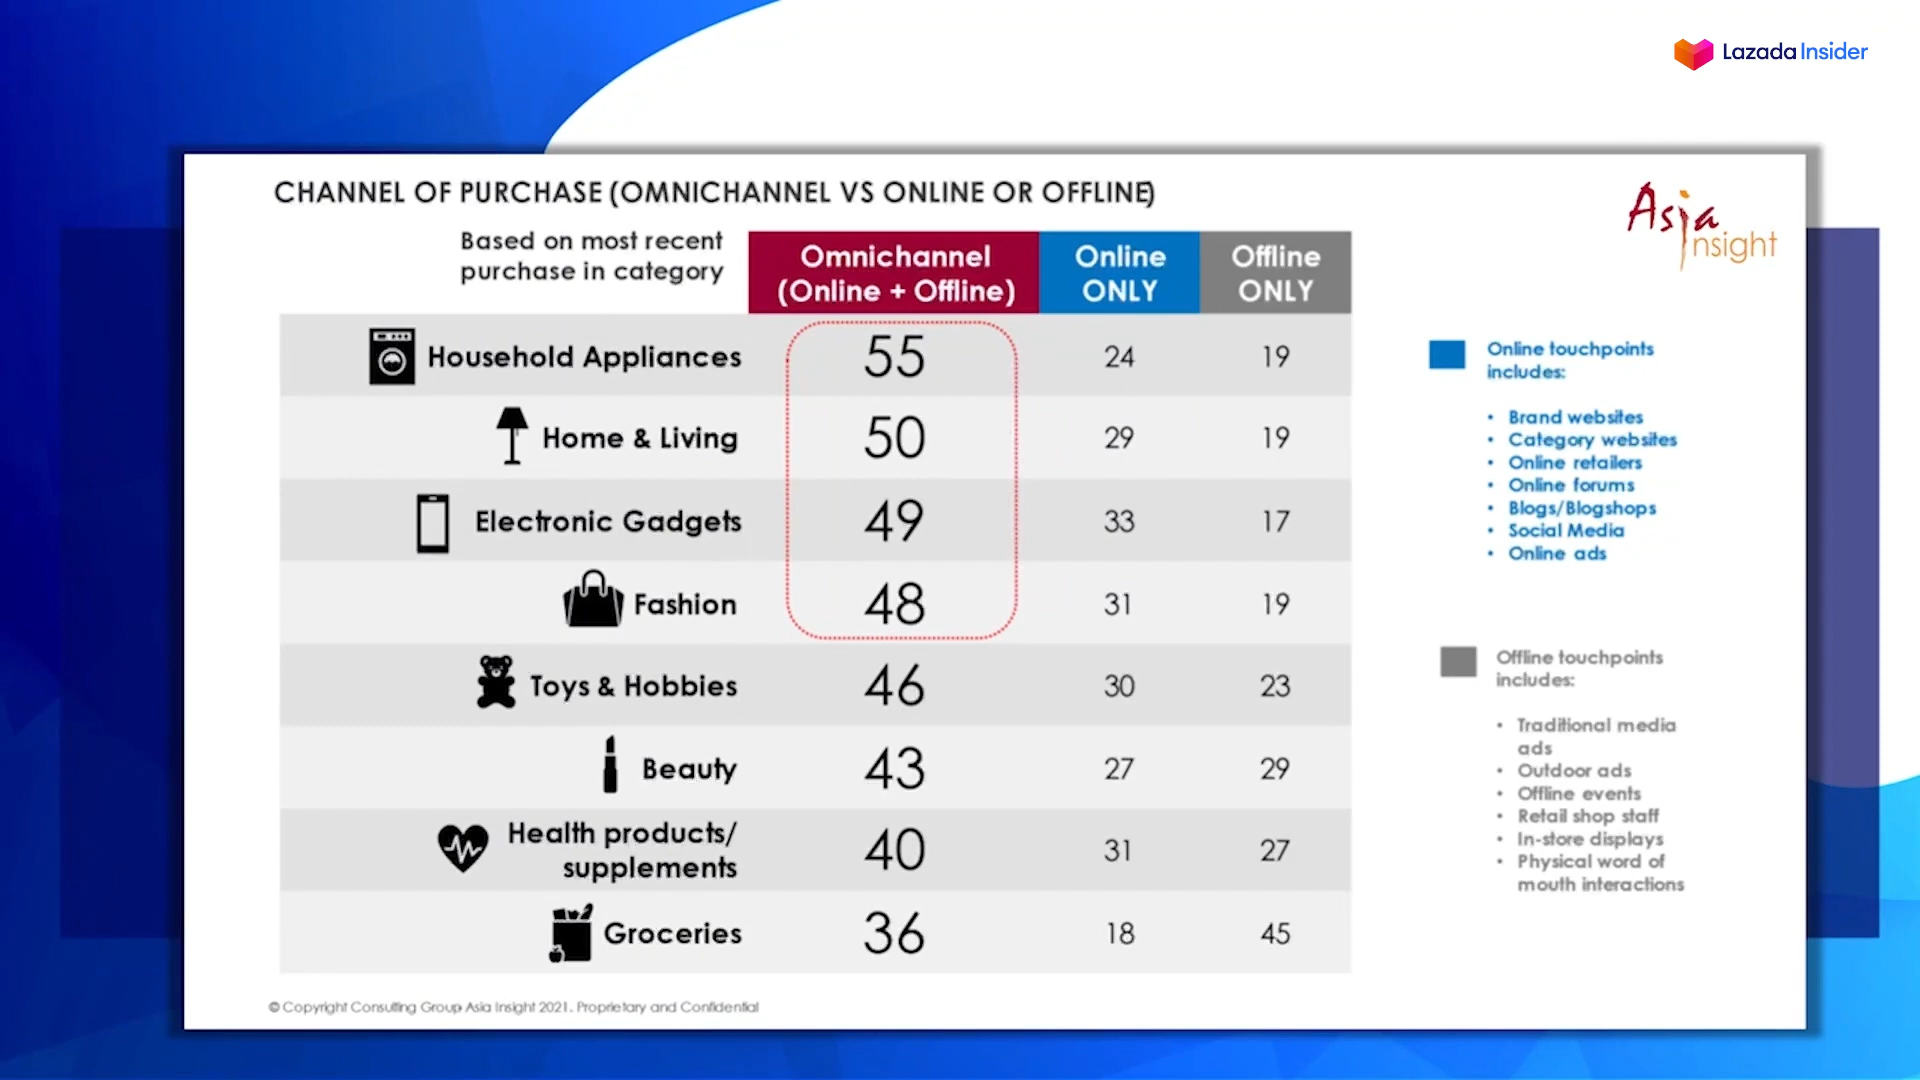 Lazada Insider
CHANNEL OF PURCHASE (OMNICHANNEL VS ONLINE OR OFFLINE)
Asia
Insight
Based on most recent
purchase in category
Omnichannel
(Online + Offline)
Online
ONLY
Offline
ONLY
Household Appliances 55 24 19
Home & Living 50 29 19
Electronic Gadgets 49 33 17
Fashion 48 31 19
Toys & Hobbies 46 30 23
Beauty 43 27 29
Health products/
supplements 40 31 27
Groceries 36 18 45
Online touchpoints
includes:
• Brand websites
• Category websites
• Online retailers
• Online forums
• Blogs/Blogshops
• Social Media
• Online ads
Offline touchpoints
includes:
• Traditional media
ads
• Outdoor ads
• Offline events
• Retail shop staff
• In-store displays
• Physical word of
mouth interactions
© Copyright Consulting Group Asia Insight 2021. Proprietary and Confidential